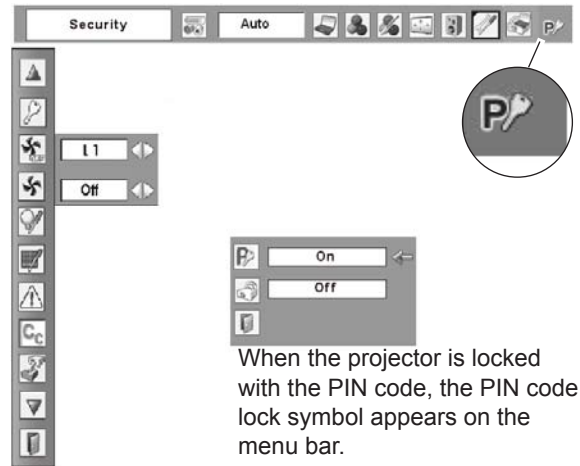 Security
Auto
P
P
L1
Off
P
On
Off
Cc
When the projector is locked
with the PIN code, the PIN code
lock symbol appears on the
menu bar.